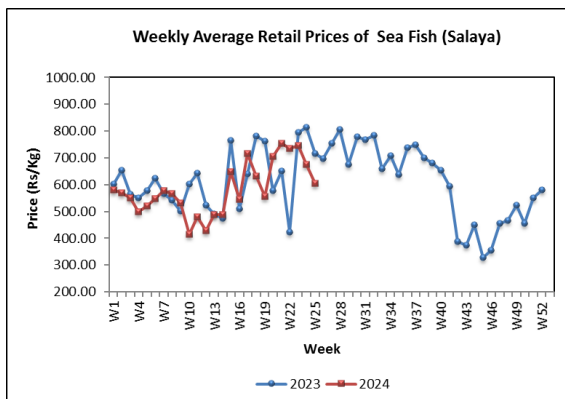 Weekly Average Retail Prices of Sea Fish (Salaya)
1000.00
900.00
800.00
700.00
600.00
500.00
400.00
300.00
200.00
Price (Rs/Kg)
W1 W4 W7 W10 W13 W16 W19 W22 W25 W28 W31 W34 W37 W40 W43 W46 W49 W52
Week
2023 2024